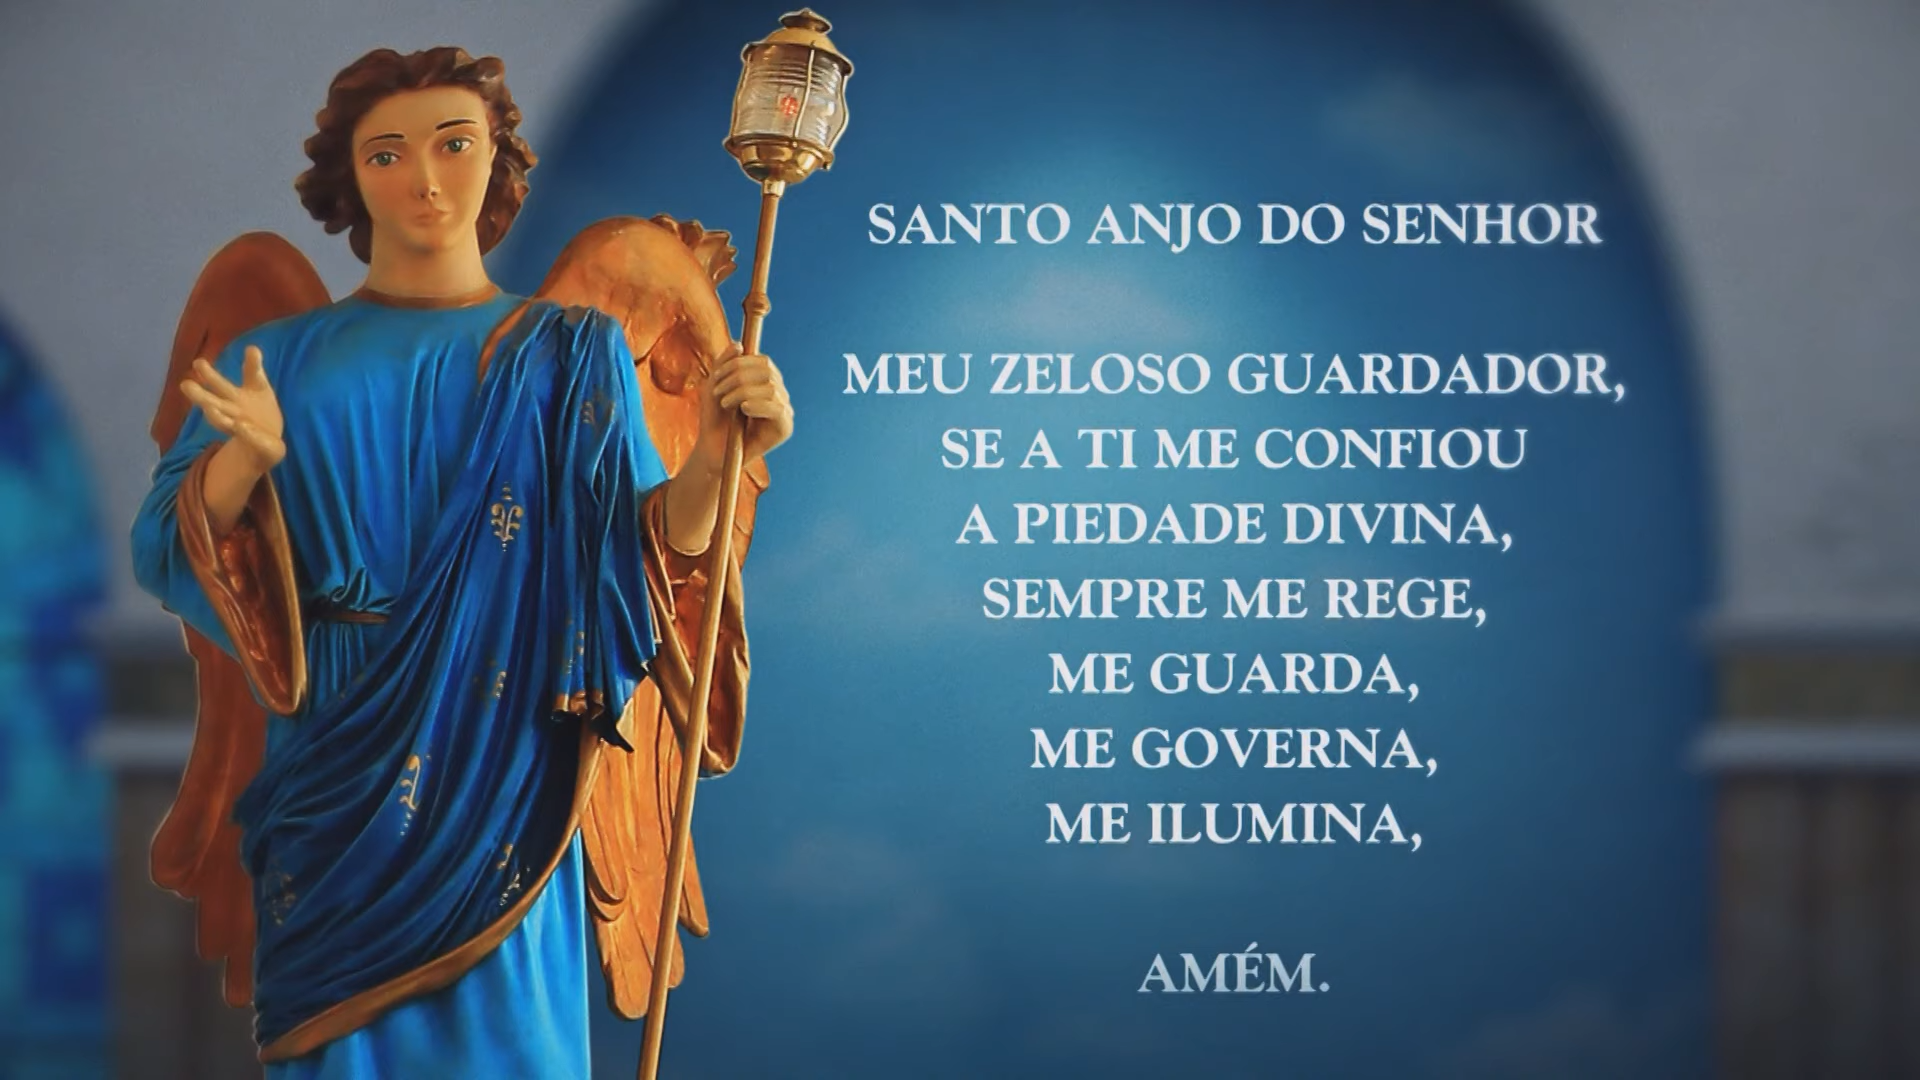 SANTO ANJO DO SENHOR
MEU ZELOSO GUARDADOR,
SE A TI ME CONFIOU
A PIEDADE DIVINA,
SEMPRE ME REGE,
ME GUARDA,
ME GOVERNA,
ME ILUMINA,
AMÉM.